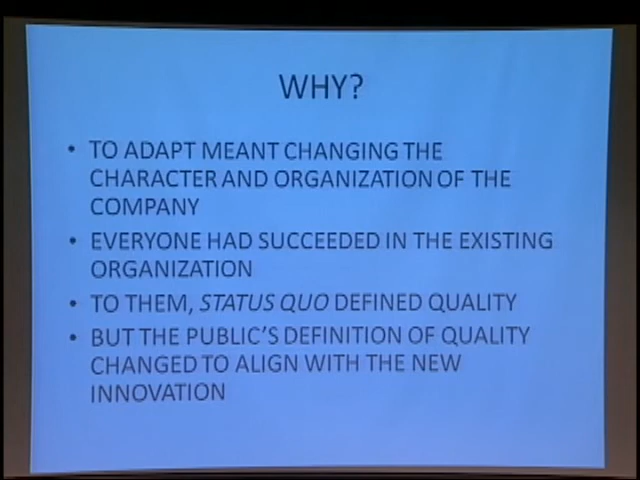 WHY?
• TO ADAPT MEANT CHANGING THE
CHARACTER AND ORGANIZATION OF THE
COMPANY
• EVERYONE HAD SUCCEEDED IN THE EXISTING
ORGANIZATION
• TO THEM, STATUS QUO DEFINED QUALITY
• BUT THE PUBLIC'S DEFINITION OF QUALITY
CHANGED TO ALIGN WITH THE NEW
INNOVATION